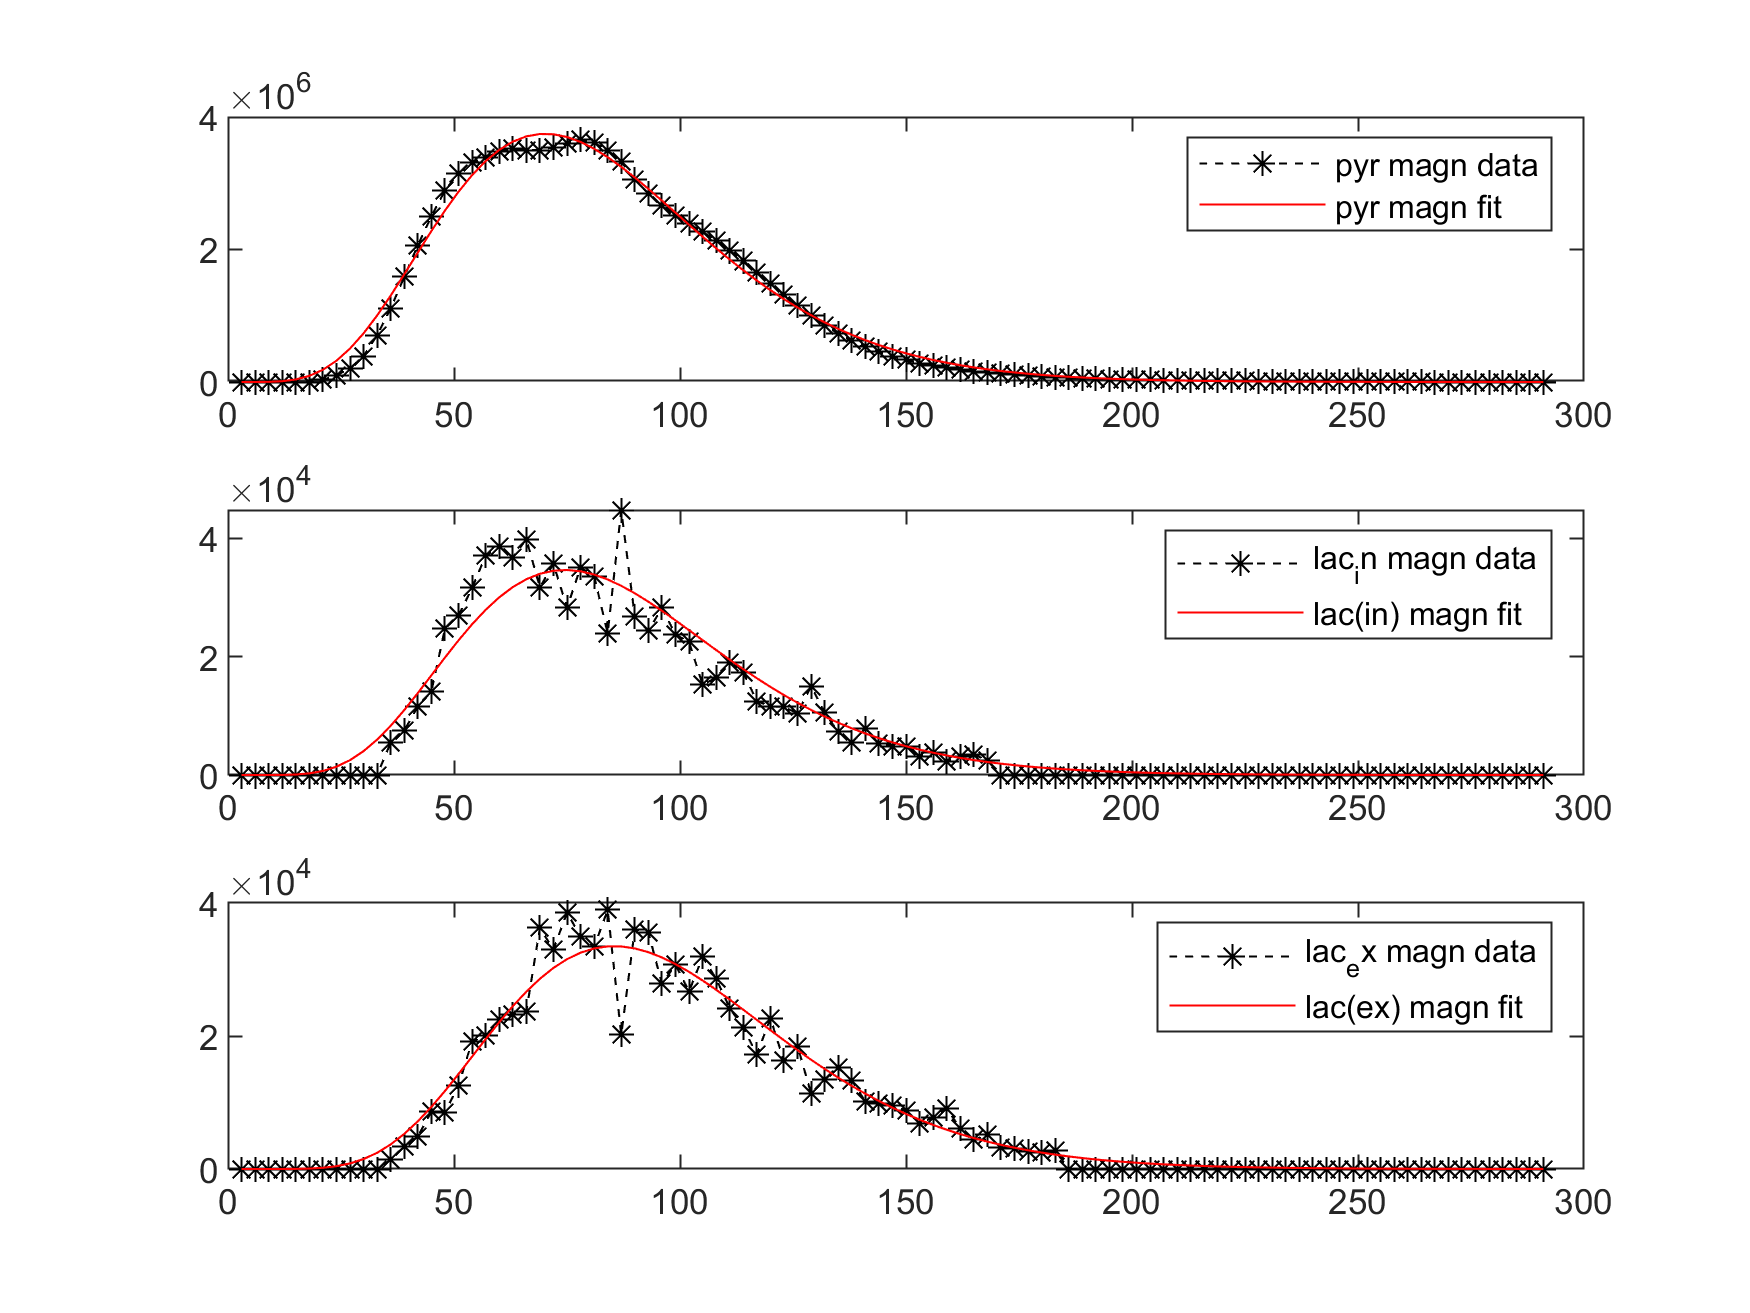 ×10^6
4
2
0
0 50 100 150 200 250 300
pyr magn data
pyr magn fit
×10^4
4
2
0
0 50 100 150 200 250 300
lac_in magn data
lac(in) magn fit
×10^4
4
2
0
0 50 100 150 200 250 300
lac_ex magn data
lac(ex) magn fit